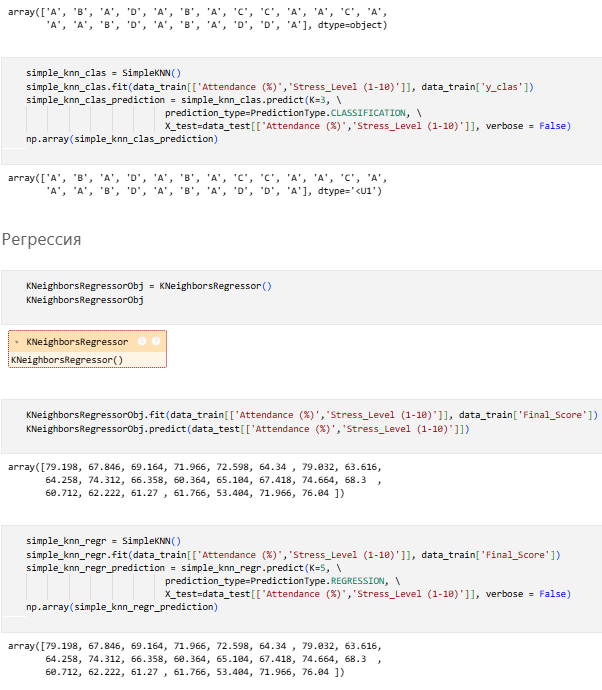 array(['A', 'B', 'A', 'D', 'A', 'B', 'A', 'C', 'C', 'A', 'A', 'C', 'A',
'A', 'A', 'B', 'D', 'A', 'B', 'A', 'D', 'D', 'A'], dtype=object)
simple_knn_clas = SimpleKNN()
simple_knn_clas.fit(data_train[['Attendance (%)','Stress_Level (1-10)']], data_train['y_clas'])
simple_knn_clas_prediction = simple_knn_clas.predict(K=3, \
prediction_type=PredictionType.CLASSIFICATION, \
X_test=data_test[['Attendance (%)','Stress_Level (1-10)']], verbose = False)
np.array(simple_knn_clas_prediction)
array(['A', 'B', 'A', 'D', 'A', 'B', 'A', 'C', 'C', 'A', 'A', 'C', 'A',
'A', 'A', 'B', 'D', 'A', 'B', 'A', 'D', 'D', 'A'], dtype='<U1')
Регрессия
KNeighborsRegressorObj = KNeighborsRegressor()
KNeighborsRegressorObj
KNeighborsRegressor
KNeighborsRegressor()
KNeighborsRegressorObj.fit(data_train[['Attendance (%)','Stress_Level (1-10)']], data_train['Final_Score'])
KNeighborsRegressorObj.predict(data_test[['Attendance (%)','Stress_Level (1-10)']])
array([79.198, 67.846, 69.164, 71.966, 72.598, 64.34 , 79.032, 63.616,
64.258, 74.312, 66.358, 60.364, 65.104, 67.418, 74.664, 68.3  ,
60.712, 62.222, 61.27 , 61.766, 53.404, 71.966, 76.04 ])
simple_knn_regr = SimpleKNN()
simple_knn_regr.fit(data_train[['Attendance (%)','Stress_Level (1-10)']], data_train['Final_Score'])
simple_knn_regr_prediction = simple_knn_regr.predict(K=5, \
prediction_type=PredictionType.REGRESSION, \
X_test=data_test[['Attendance (%)','Stress_Level (1-10)']], verbose = False)
np.array(simple_knn_regr_prediction)
array([79.198, 67.846, 69.164, 71.966, 72.598, 64.34 , 79.032, 63.616,
64.258, 74.312, 66.358, 60.364, 65.104, 67.418, 74.664, 68.3  ,
60.712, 62.222, 61.27 , 61.766, 53.404, 71.966, 76.04 ])